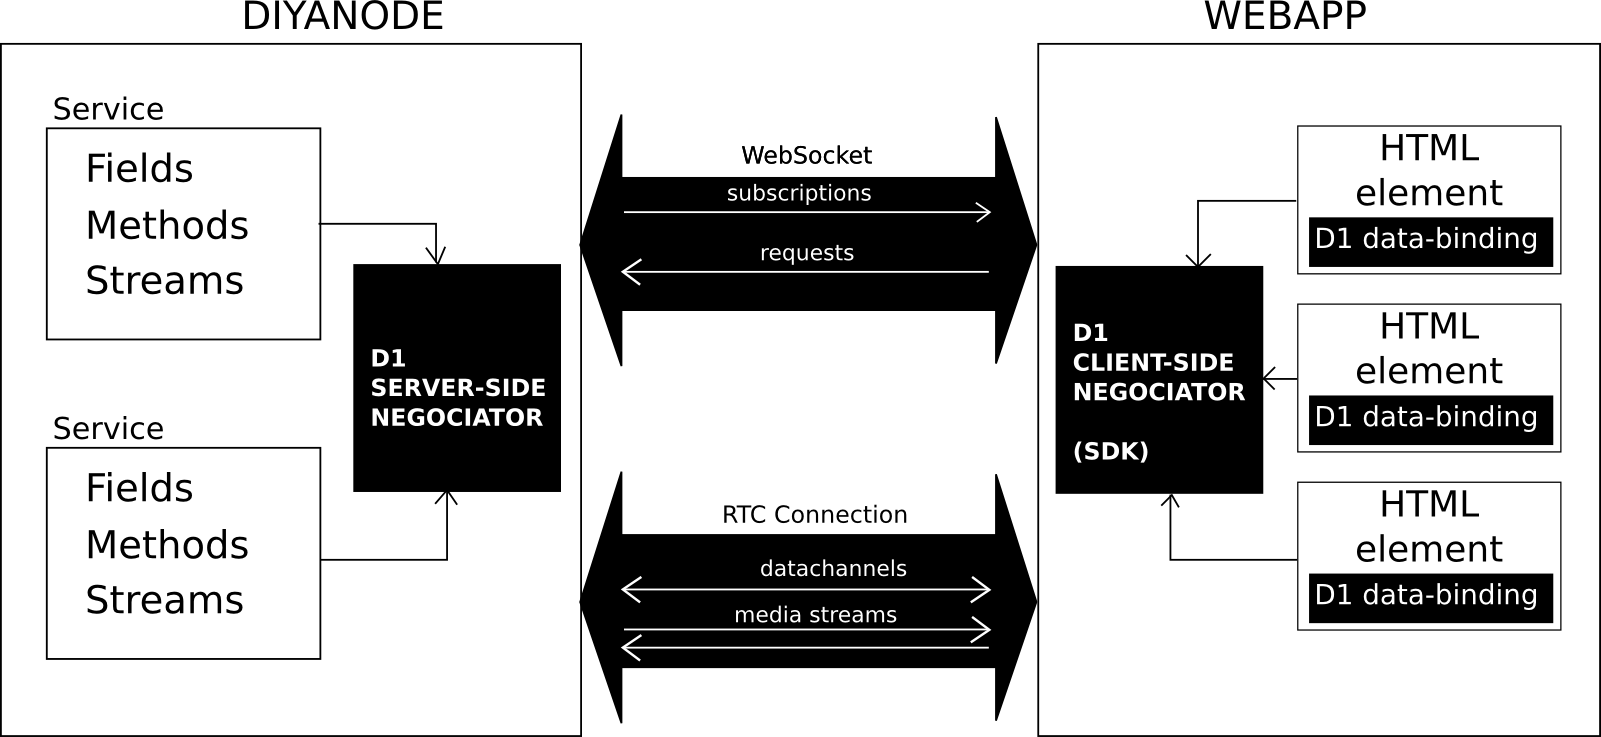 DIYANODE
Service
Fields
Methods
Streams
D1
SERVER-SIDE
NEGOCIATOR
Service
Fields
Methods
Streams
WebSocket
subscriptions
requests
RTC Connection
datachannels
media streams
WEBAPP
D1
CLIENT-SIDE
NEGOCIATOR
(SDK)
HTML
element
D1 data-binding
HTML
element
D1 data-binding
HTML
element
D1 data-binding